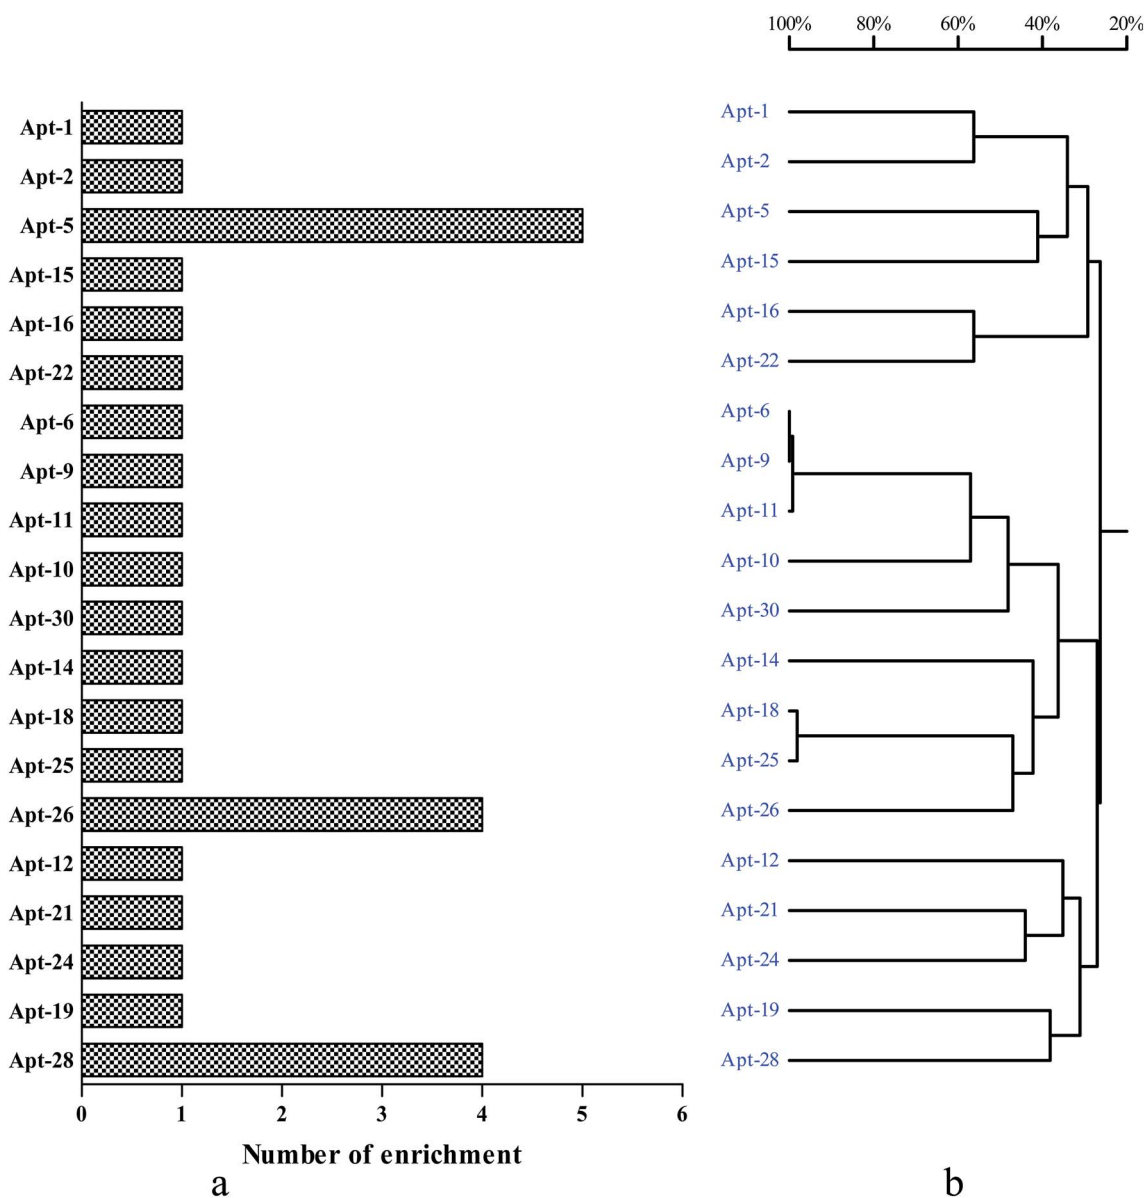 100% 80% 60% 40% 20%
Apt-1
Apt-2
Apt-5
Apt-15
Apt-16
Apt-22
Apt-6
Apt-9
Apt-11
Apt-10
Apt-30
Apt-14
Apt-18
Apt-25
Apt-26
Apt-12
Apt-21
Apt-24
Apt-19
Apt-28
0 1 2 3 4 5 6
Number of enrichment
a
Apt-1
Apt-2
Apt-5
Apt-15
Apt-16
Apt-22
Apt-6
Apt-9
Apt-11
Apt-10
Apt-30
Apt-14
Apt-18
Apt-25
Apt-26
Apt-12
Apt-21
Apt-24
Apt-19
Apt-28
b